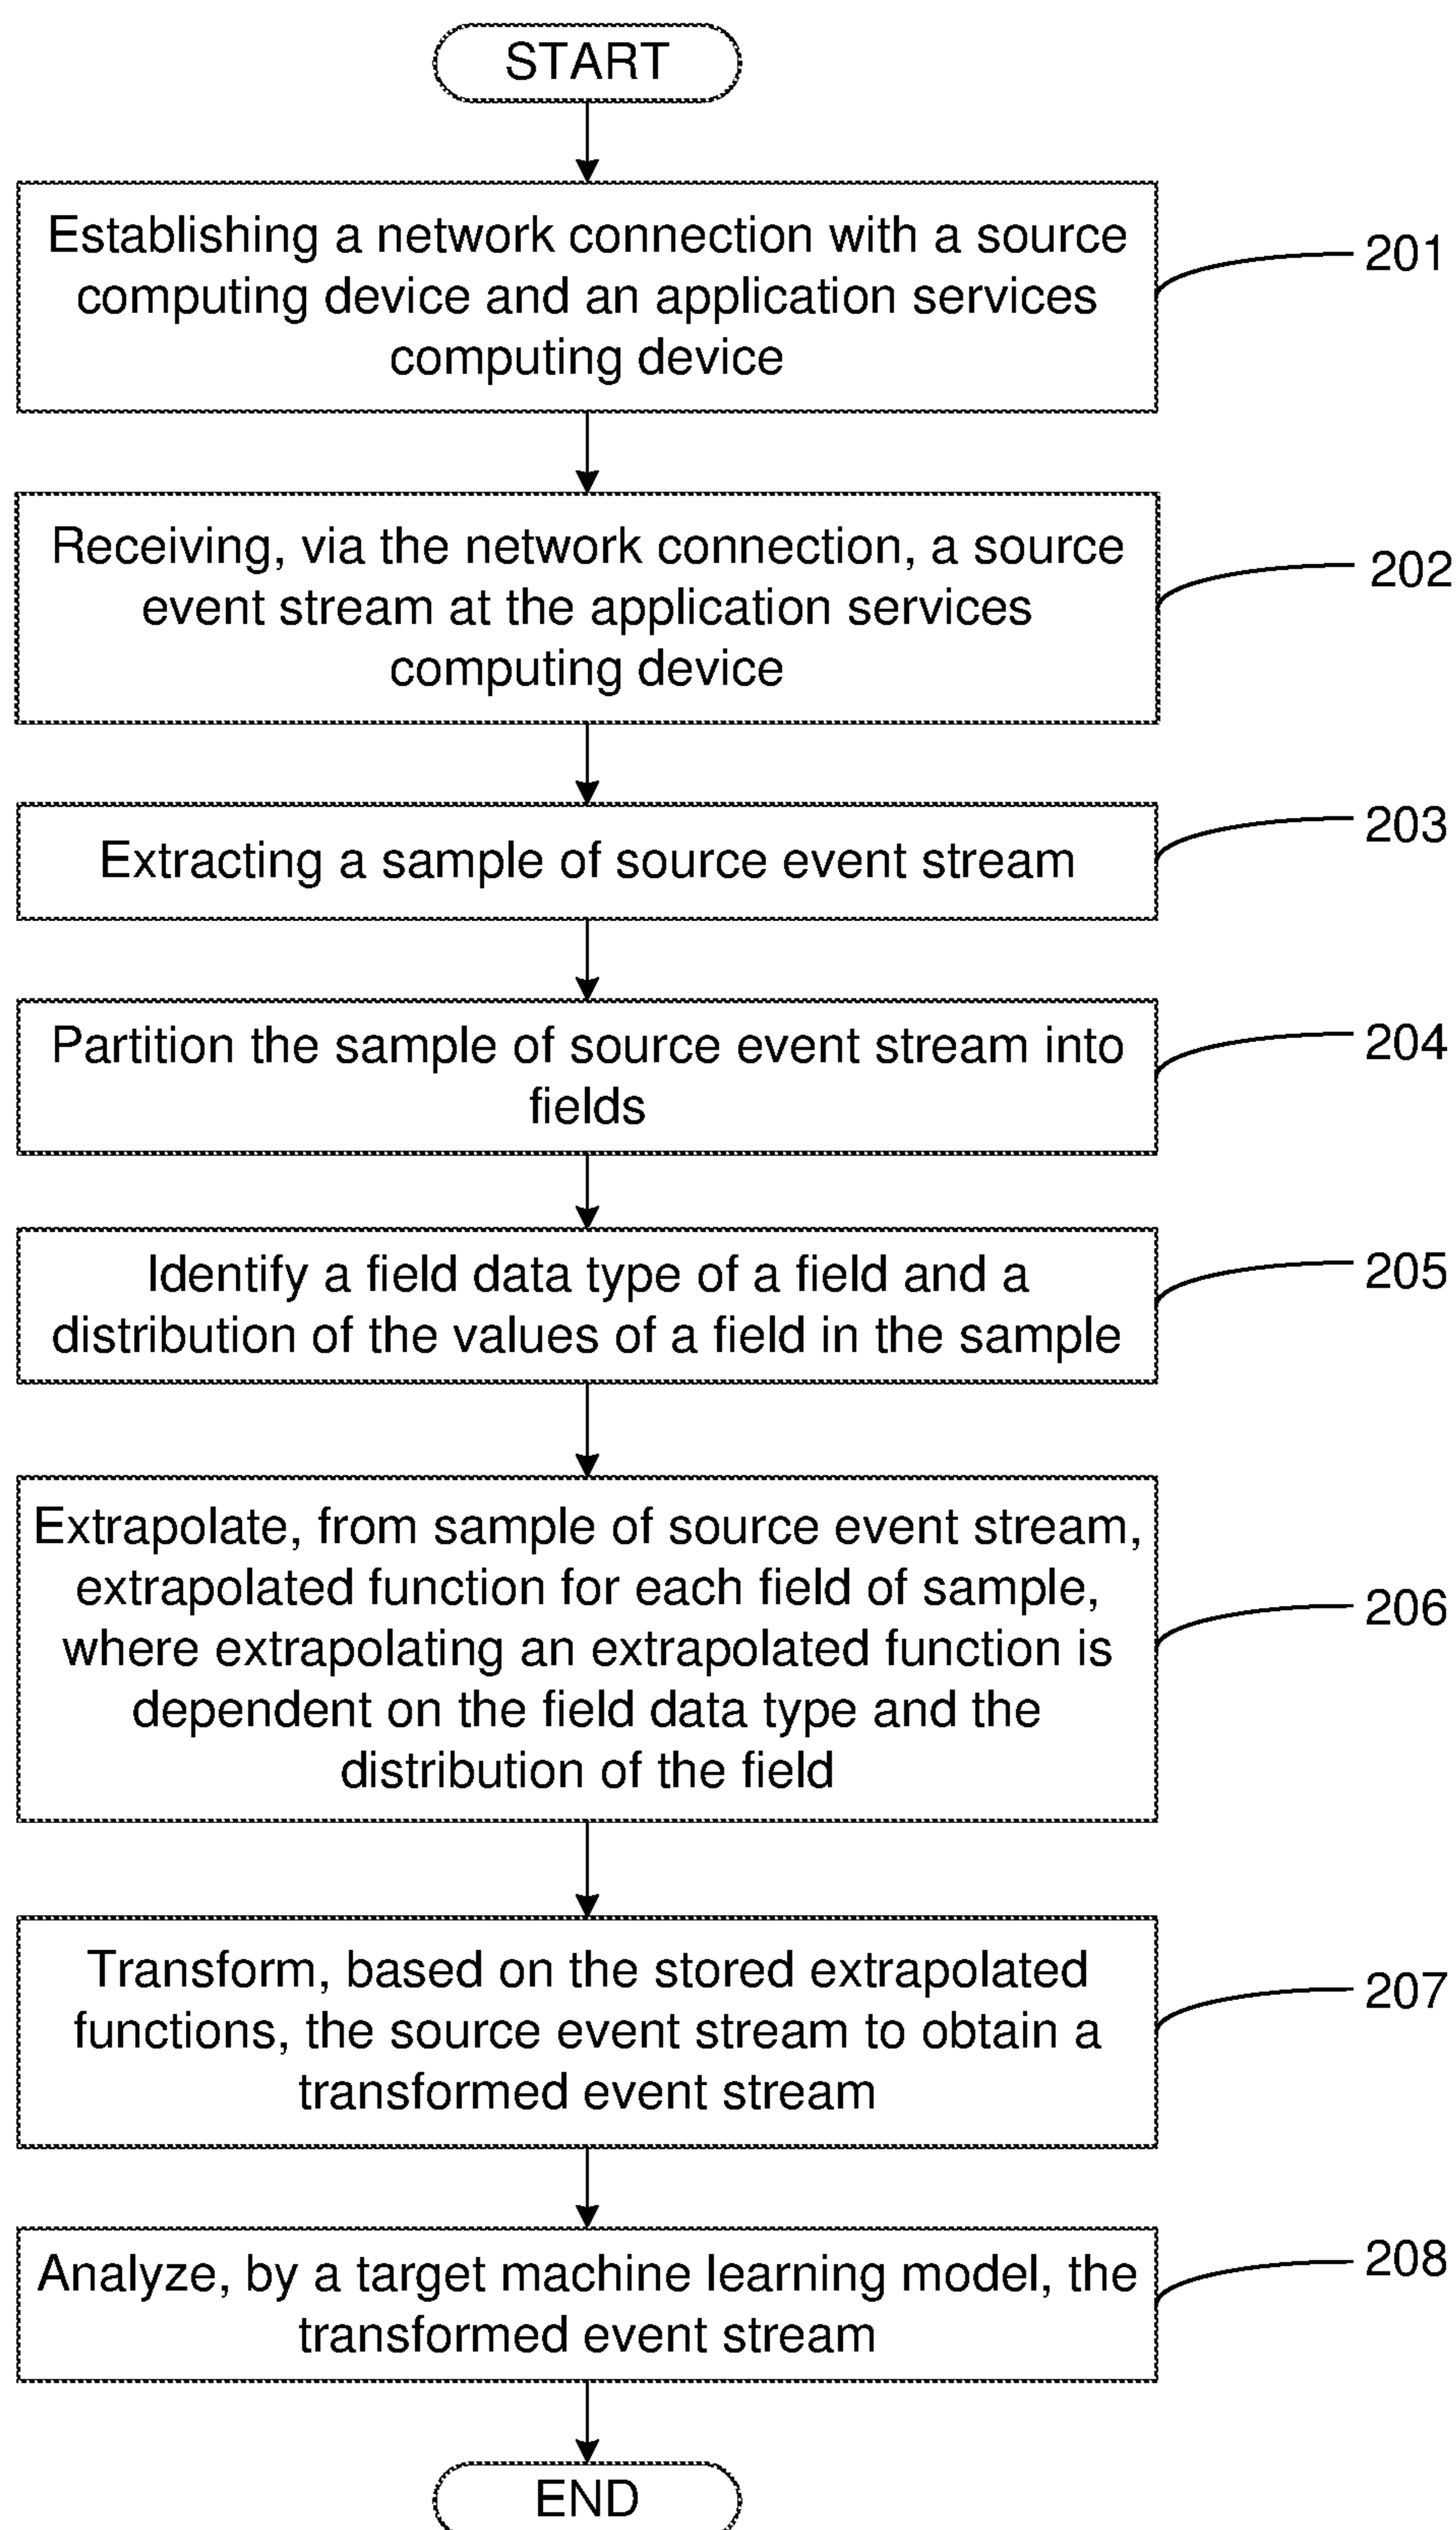 START
Establishing a network connection with a source
computing device and an application services
computing device
201
Receiving, via the network connection, a source
event stream at the application services
computing device
202
Extracting a sample of source event stream
203
Partition the sample of source event stream into
fields
204
Identify a field data type of a field and a
distribution of the values of a field in the sample
205
Extrapolate, from sample of source event stream,
extrapolated function for each field of sample,
where extrapolating an extrapolated function is
dependent on the field data type and the
distribution of the field
206
Transform, based on the stored extrapolated
functions, the source event stream to obtain a
transformed event stream
207
Analyze, by a target machine learning model, the
transformed event stream
208
END